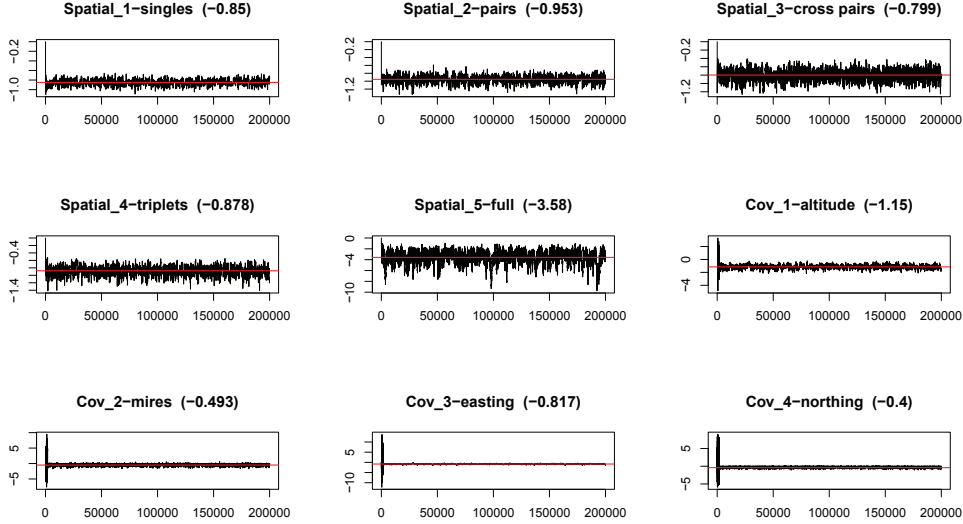 Spatial_1−singles (−0.85)
−0.2
−1.0
0 50000 100000 150000 200000
Spatial_2−pairs (−0.953)
−0.2
−1.2
0 50000 100000 150000 200000
Spatial_3−cross pairs (−0.799)
−0.2
−1.2
0 50000 100000 150000 200000
Spatial_4−triplets (−0.878)
−0.4
−1.4
0 50000 100000 150000 200000
Spatial_5−full (−3.58)
0
−4
−10
0 50000 100000 150000 200000
Cov_1−altitude (−1.15)
0
−4
0 50000 100000 150000 200000
Cov_2−mires (−0.493)
5
−5
0 50000 100000 150000 200000
Cov_3−easting (−0.817)
5
−10
0 50000 100000 150000 200000
Cov_4−northing (−0.4)
5
−5
0 50000 100000 150000 200000